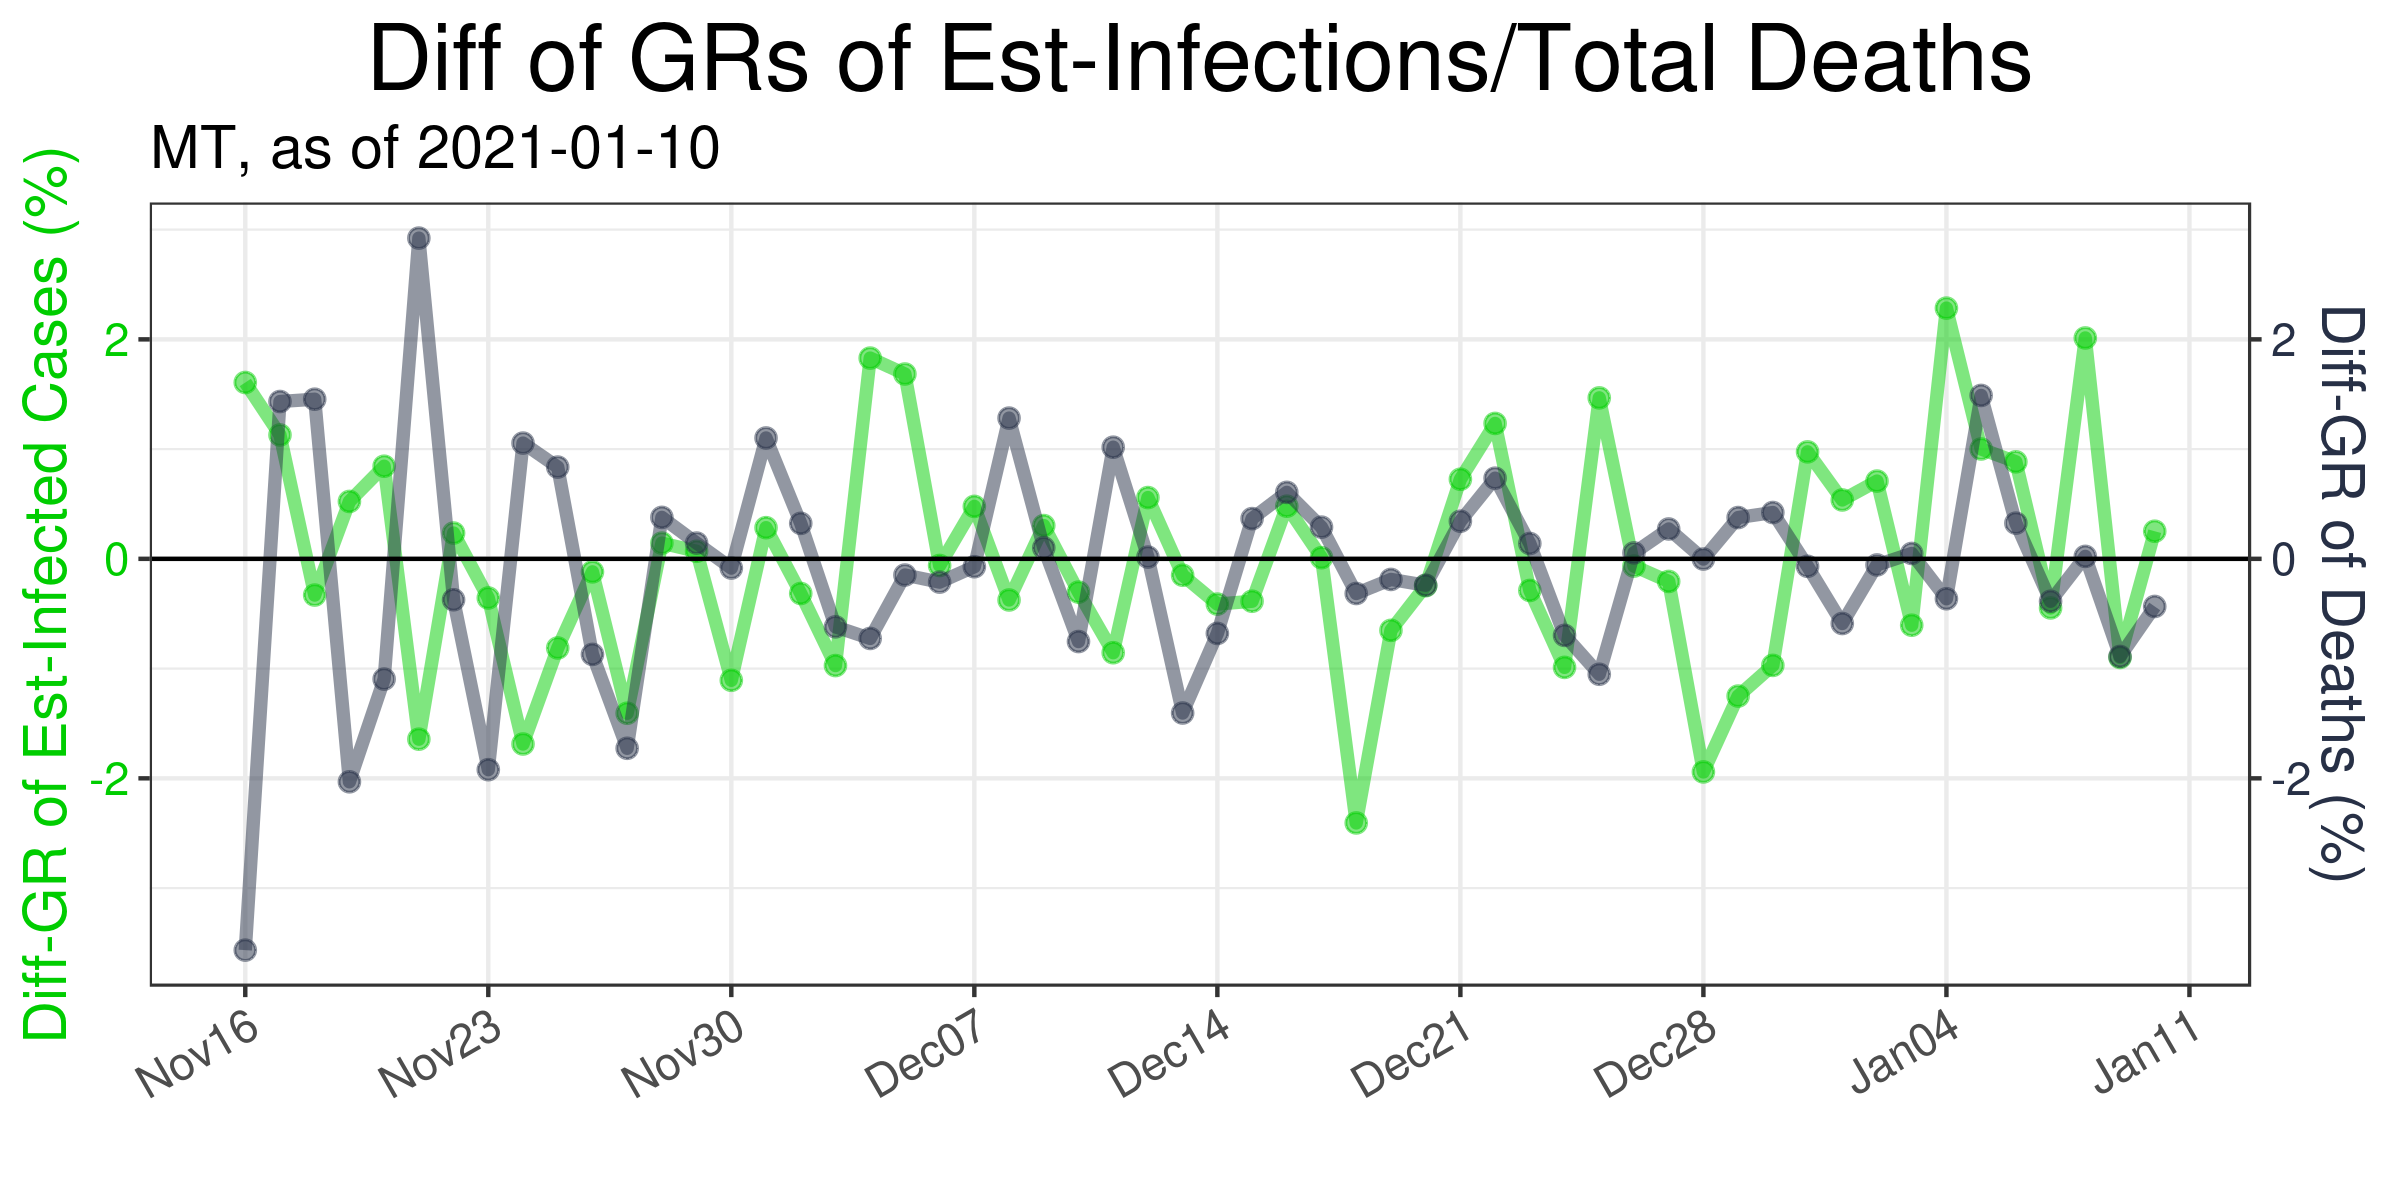 Diff of GRs of Est-Infections/Total Deaths
MT, as of 2021-01-10
Diff-GR of Est-Infected Cases (%)
2
0
-2
2
0
-2
Diff-GR of Deaths (%)
Nov16
Nov23
Nov30
Dec07
Dec14
Dec21
Dec28
Jan04
Jan11